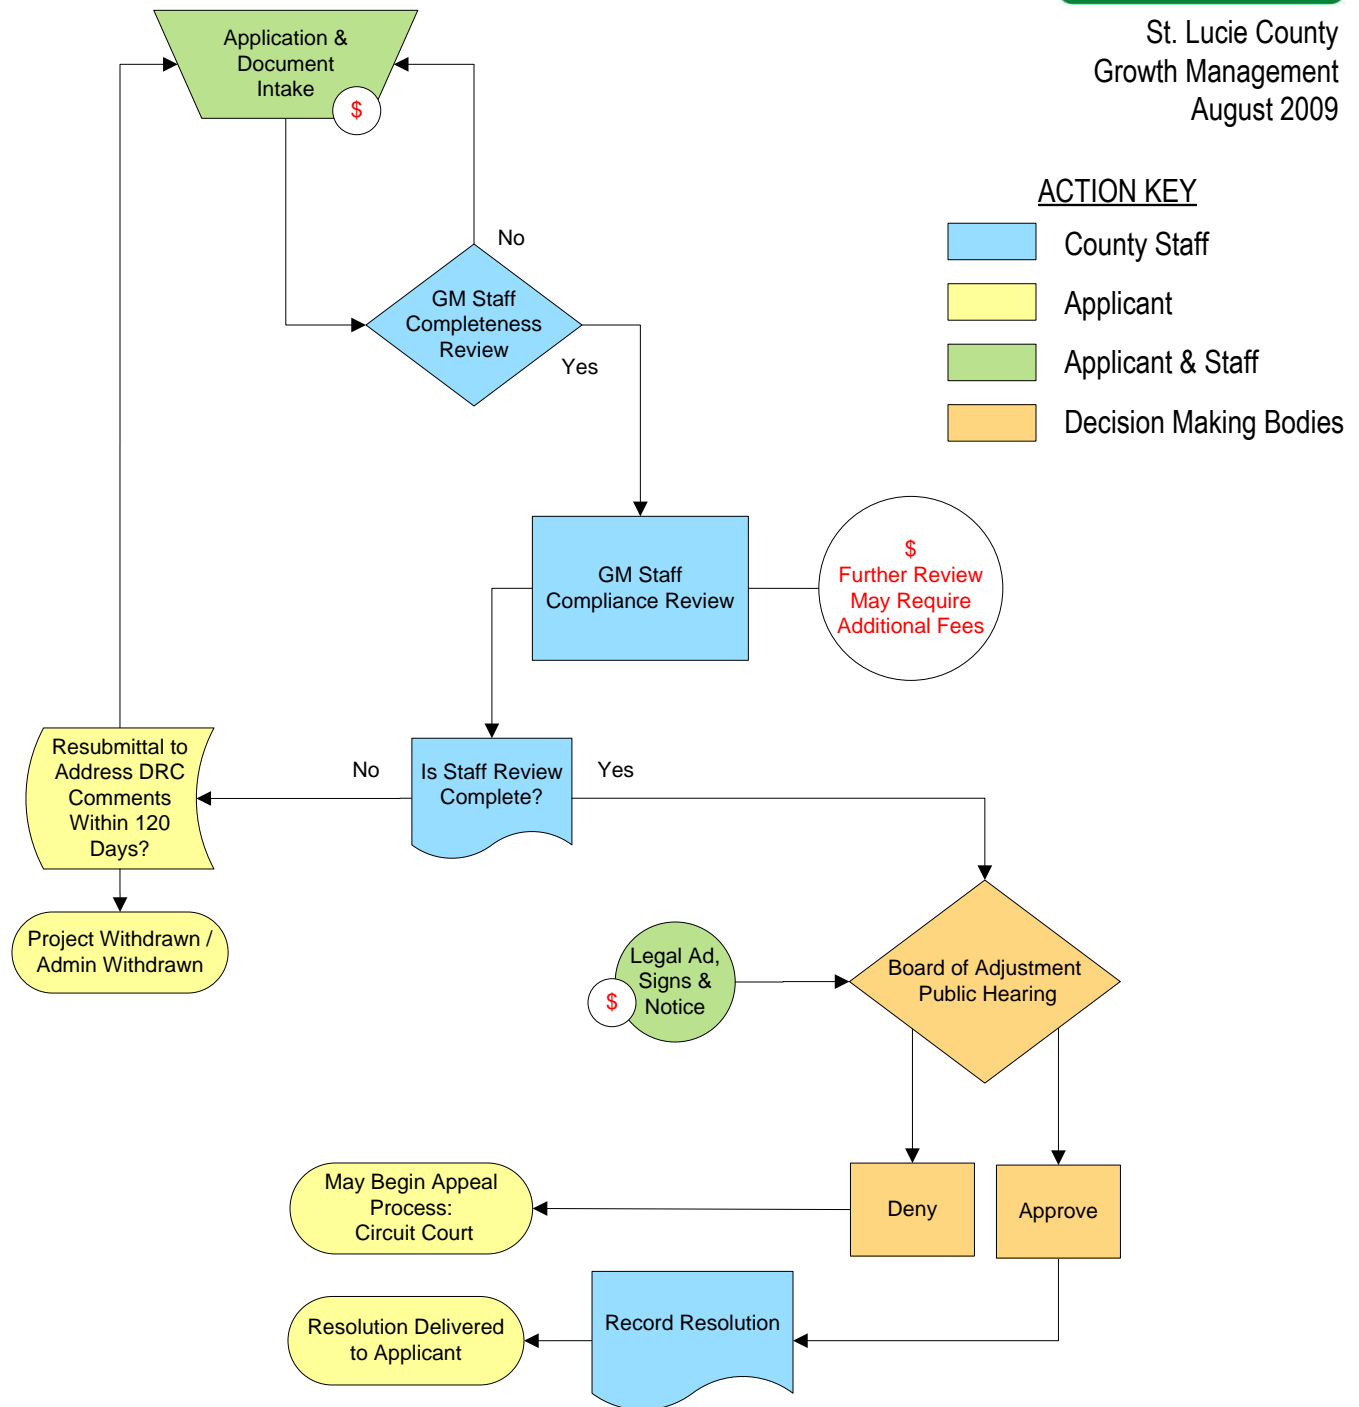 St. Lucie County
Growth Management
August 2009
ACTION KEY
County Staff
Applicant
Applicant & Staff
Decision Making Bodies
Application &
Document
Intake
$
No
GM Staff
Completeness
Review
Yes
GM Staff
Compliance Review
$
Further Review
May Require
Additional Fees
Resubmittal to
Address DRC
Comments
Within 120
Days?
No
Is Staff Review
Complete?
Yes
Project Withdrawn /
Admin Withdrawn
Legal Ad,
Signs &
Notice
$
Board of Adjustment
Public Hearing
May Begin Appeal
Process:
Circuit Court
Deny
Approve
Resolution Delivered
to Applicant
Record Resolution